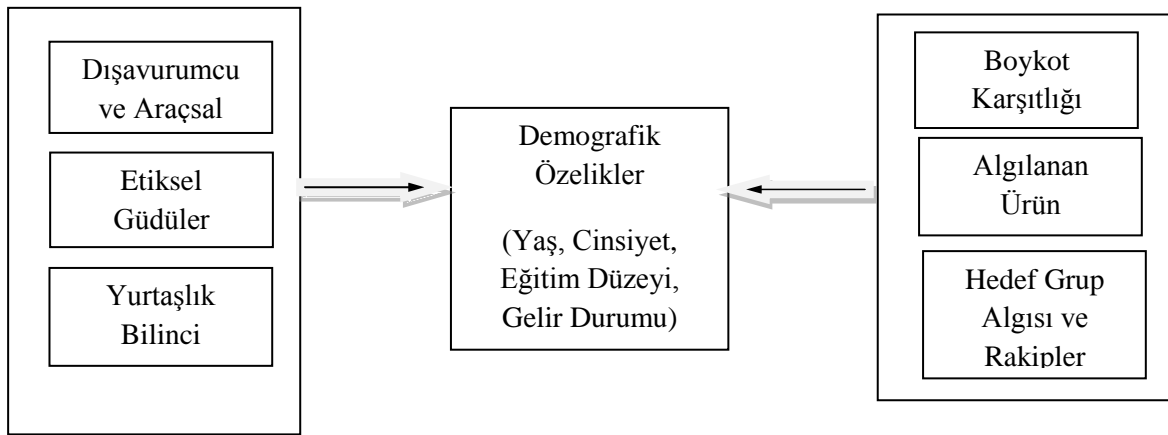 Dışavurumcu
ve Araçsal
Etiksel
Güdüler
Yurtaşlık
Bilinci
Demografik
Özelikler
(Yaş, Cinsiyet,
Eğitim Düzeyi,
Gelir Durumu)
Boykot
Karşıtlığı
Algılanan
Ürün
Hedef Grup
Algısı ve
Rakipler